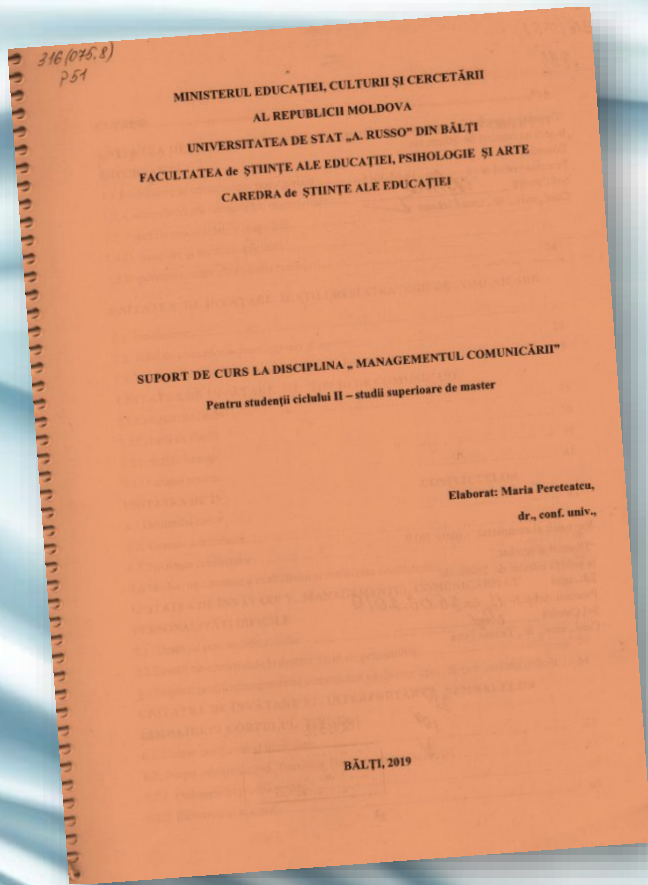 316(075.8)
P51
MINISTERUL EDUCAȚIEI, CULTURII ȘI CERCETĂRII
AL REPUBLICII MOLDOVA
UNIVERSITATEA DE STAT „A. RUSSO” DIN BĂLȚI
FACULTATEA de ȘTIINȚE ALE EDUCAȚIEI, PSIHOLOGIE ȘI ARTE
CAREDRA de ȘTIINȚE ALE EDUCAȚIEI
SUPORT DE CURS LA DISCIPLINA „ MANAGEMENTUL COMUNICĂRII”
Pentru studenții ciclului II – studii superioare de master
Elaborat: Maria Pereteatcu,
dr., conf. univ.,
BĂLȚI, 2019